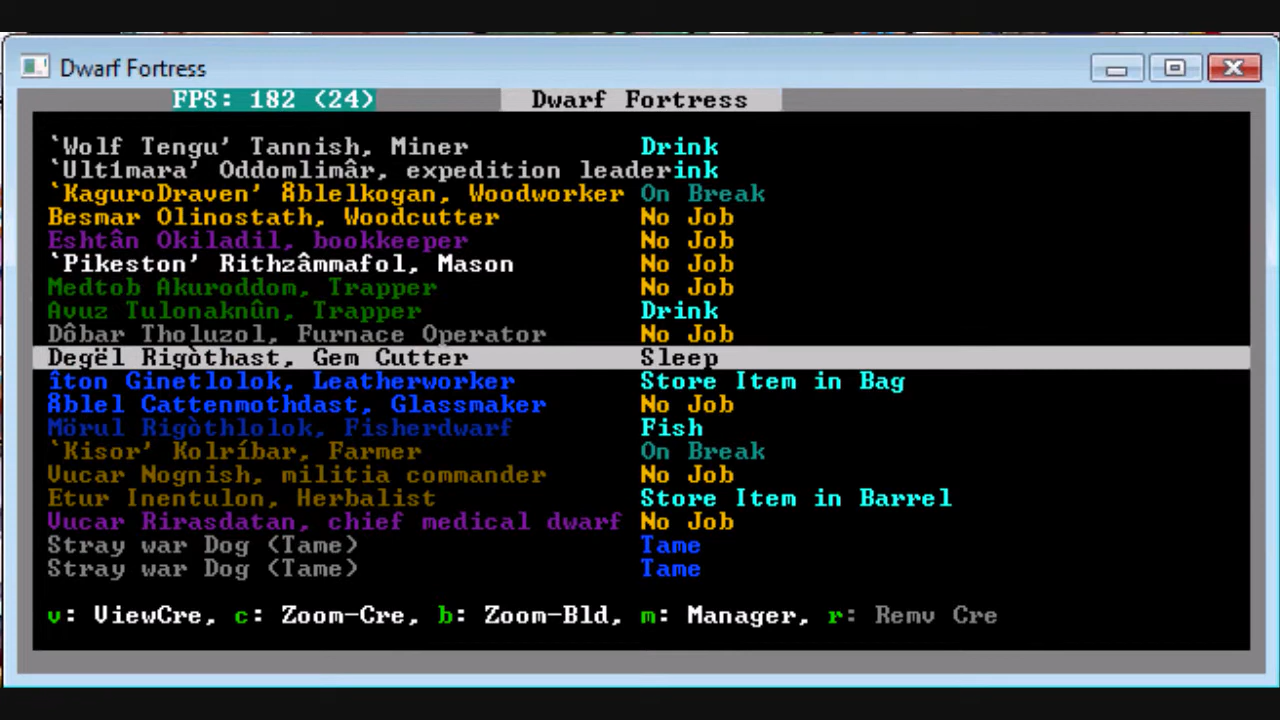 Dwarf Fortress
FPS: 182 (24) Dwarf Fortress
`Wolf Tengu' Tannish, Miner Drink
`Ult1mara' Oddomlimâr, expedition leaderink
`KaguroDraven' Åblelkogan, Woodworker On Break
Besmar Olinostath, Woodcutter No Job
Eshtân Okiladil, bookkeeper No Job
`Pikeston' Rithzâmmafol, Mason No Job
Medtob Akuroddom, Trapper No Job
Avuz Tulonaknûn, Trapper Drink
Dôbar Tholuzol, Furnace Operator No Job
Degël Rigòthast, Gem Cutter Sleep
îton Ginetlolok, Leatherworker Store Item in Bag
Åblel Cattenmothdast, Glassmaker No Job
Mörul Rigòthlolok, Fisherdwarf Fish
`Kisor' Kolríbar, Farmer On Break
Vucar Nognish, militia commander No Job
Etur Inentulon, Herbalist Store Item in Barrel
Vucar Rirasdatan, chief medical dwarf No Job
Stray war Dog (Tame) Tame
Stray war Dog (Tame) Tame
v: ViewCre, c: Zoom-Cre, b: Zoom-Bld, m: Manager, r: Remv Cre